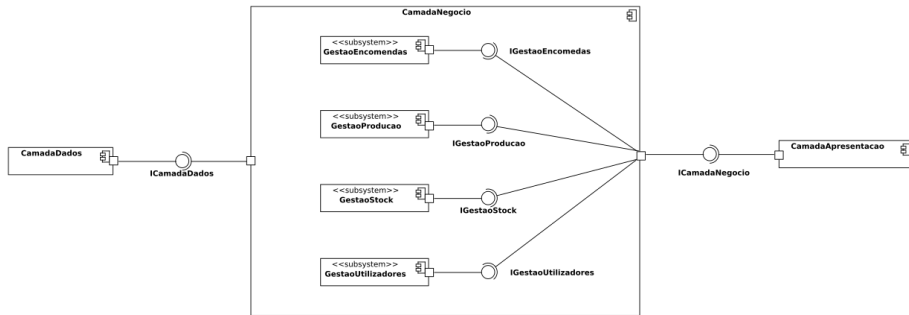 CamadaNegocio
<<subsystem>>
GestaoEncomendas
IGestaoEncomedas
<<subsystem>>
GestaoProducao
IGestaoProducao
CamadaDados
ICamadaDados
CamadaApresentacao
ICamadaNegocio
<<subsystem>>
GestaoStock
IGestaoStock
<<subsystem>>
GestaoUtilizadores
IGestaoUtilizadores